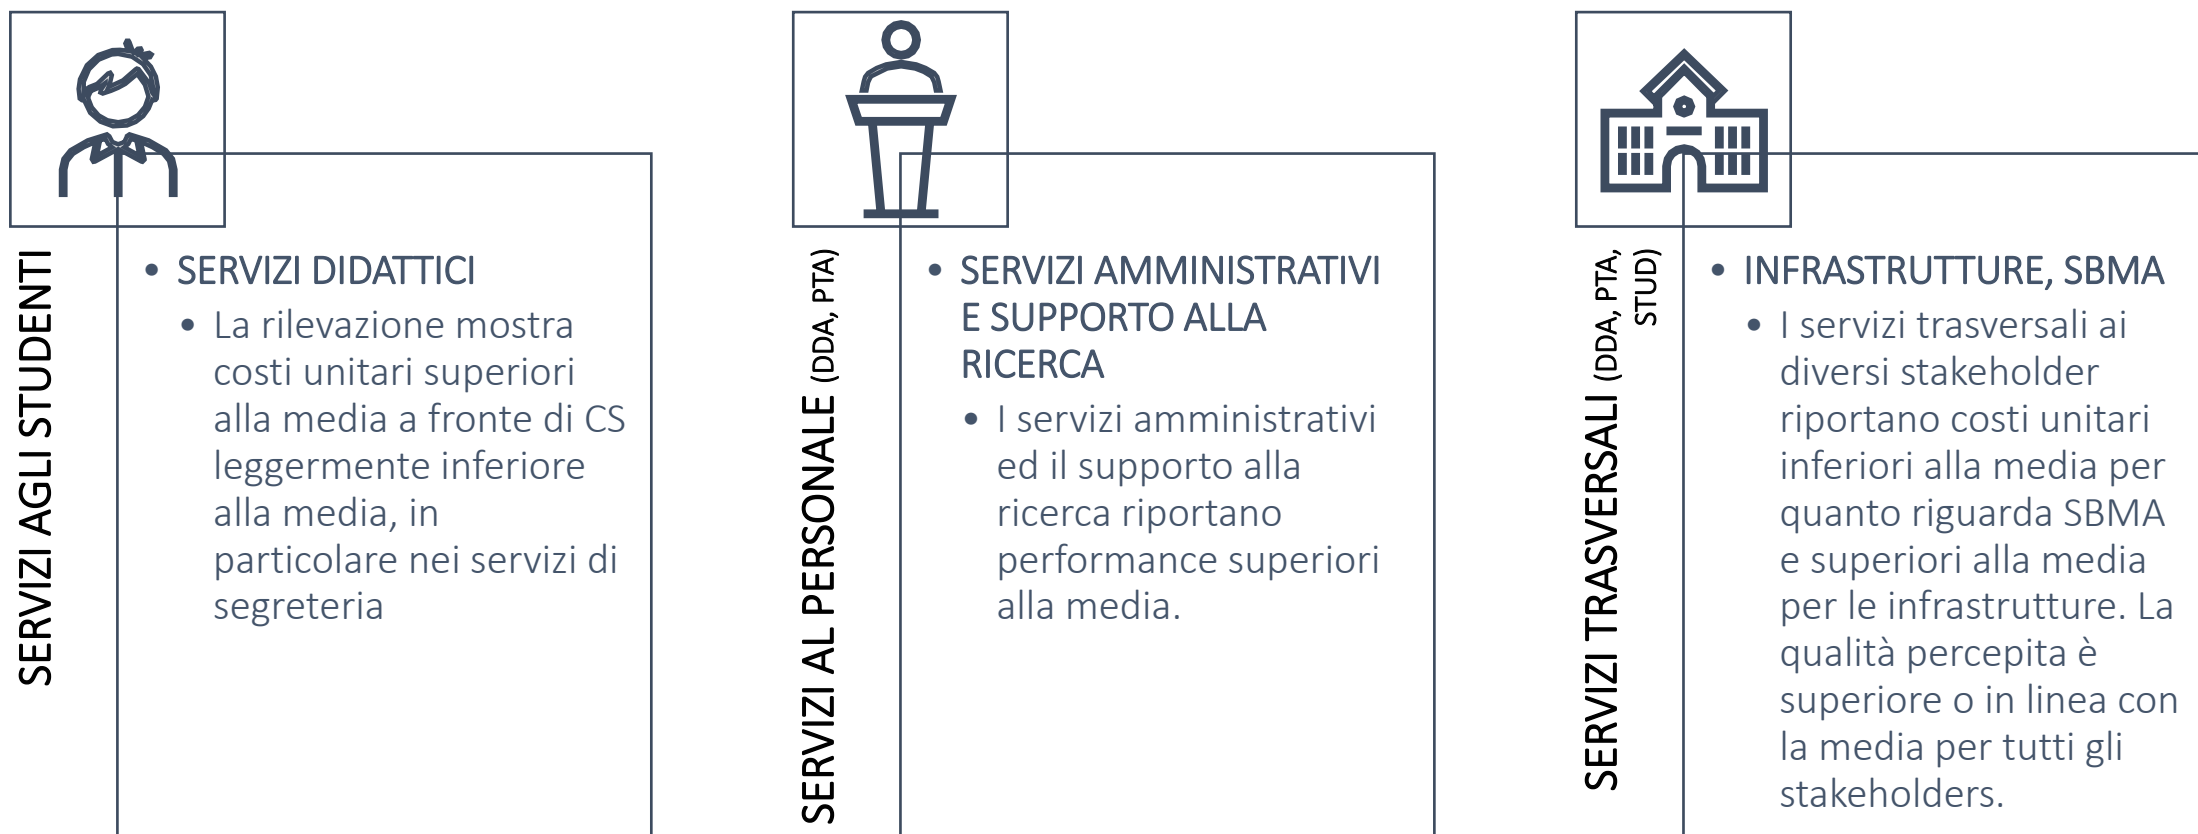 SERVIZI AGLI STUDENTI
• SERVIZI DIDATTICI
• La rilevazione mostra
costi unitari superiori
alla media a fronte di CS
leggermente inferiore
alla media, in
particolare nei servizi di
segreteria
SERVIZI AL PERSONALE (DDA, PTA)
• SERVIZI AMMINISTRATIVI
E SUPPORTO ALLA
RICERCA
• I servizi amministrativi
ed il supporto alla
ricerca riportano
performance superiori
alla media.
SERVIZI TRASVERSALI (DDA, PTA,
STUD)
• INFRASTRUTTURE, SBMA
• I servizi trasversali ai
diversi stakeholder
riportano costi unitari
inferiori alla media per
quanto riguarda SBMA
e superiori alla media
per le infrastrutture. La
qualità percepita è
superiore o in linea con
la media per tutti gli
stakeholders.